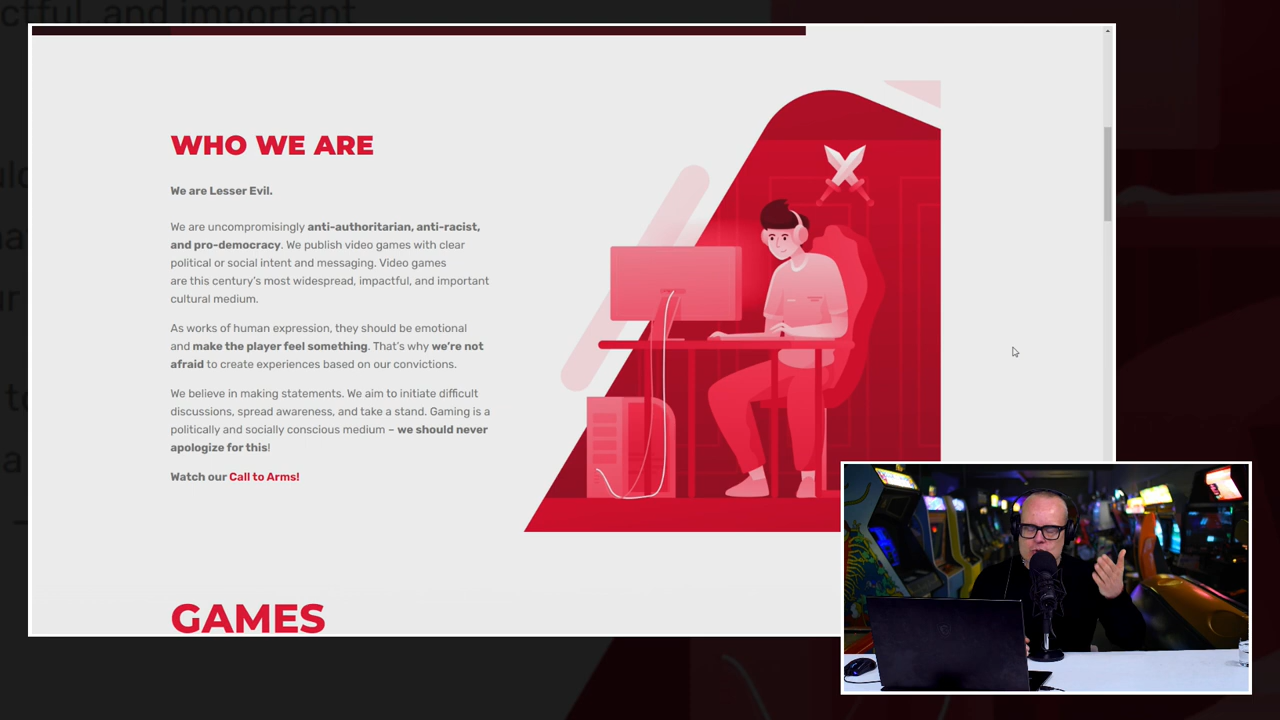 WHO WE ARE
We are Lesser Evil.
We are uncompromisingly anti-authoritarian, anti-racist,
and pro-democracy. We publish video games with clear
political or social intent and messaging. Video games
are this century's most widespread, impactful, and important
cultural medium.
As works of human expression, they should be emotional
and make the player feel something. That's why we're not
afraid to create experiences based on our convictions.
We believe in making statements. We aim to initiate difficult
discussions, spread awareness, and take a stand. Gaming is a
politically and socially conscious medium – we should never
apologize for this!
Watch our Call to Arms!
GAMES